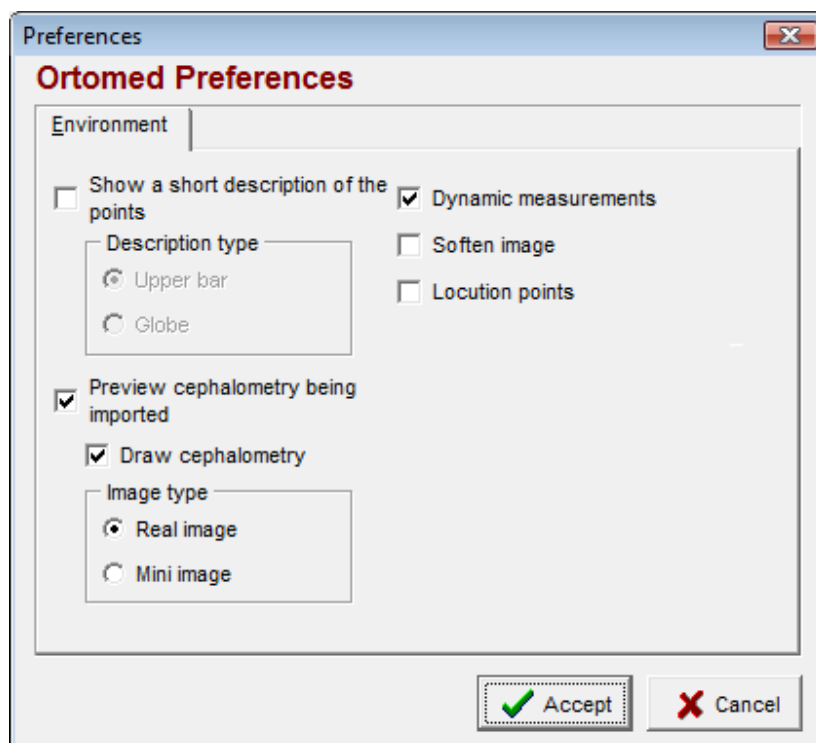 Preferences
Ortomed Preferences
Environment
Show a short description of the
points
Description type
Upper bar
Globe
Preview cephalometry being
imported
Draw cephalometry
Image type
Real image
Mini image
Dynamic measurements
Soften image
Locution points
Accept
Cancel